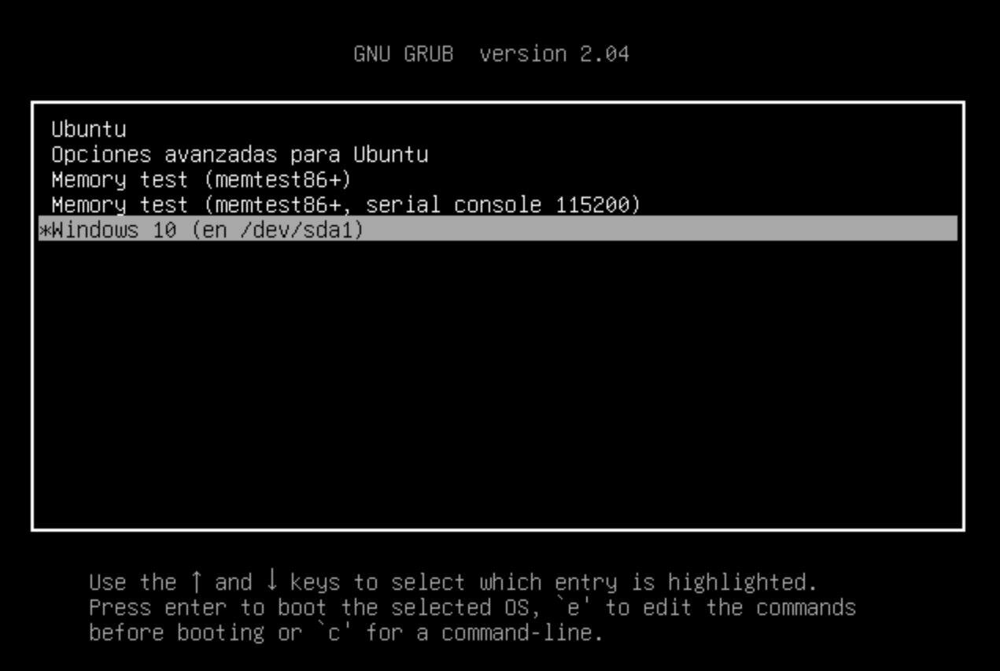 GNU GRUB  version 2.04
Ubuntu
Opciones avanzadas para Ubuntu
Memory test (memtest86+)
Memory test (memtest86+, serial console 115200)
*Windows 10 (en /dev/sda1)
Use the ↑ and ↓ keys to select which entry is highlighted.
Press enter to boot the selected OS, `e' to edit the commands
before booting or `c' for a command-line.